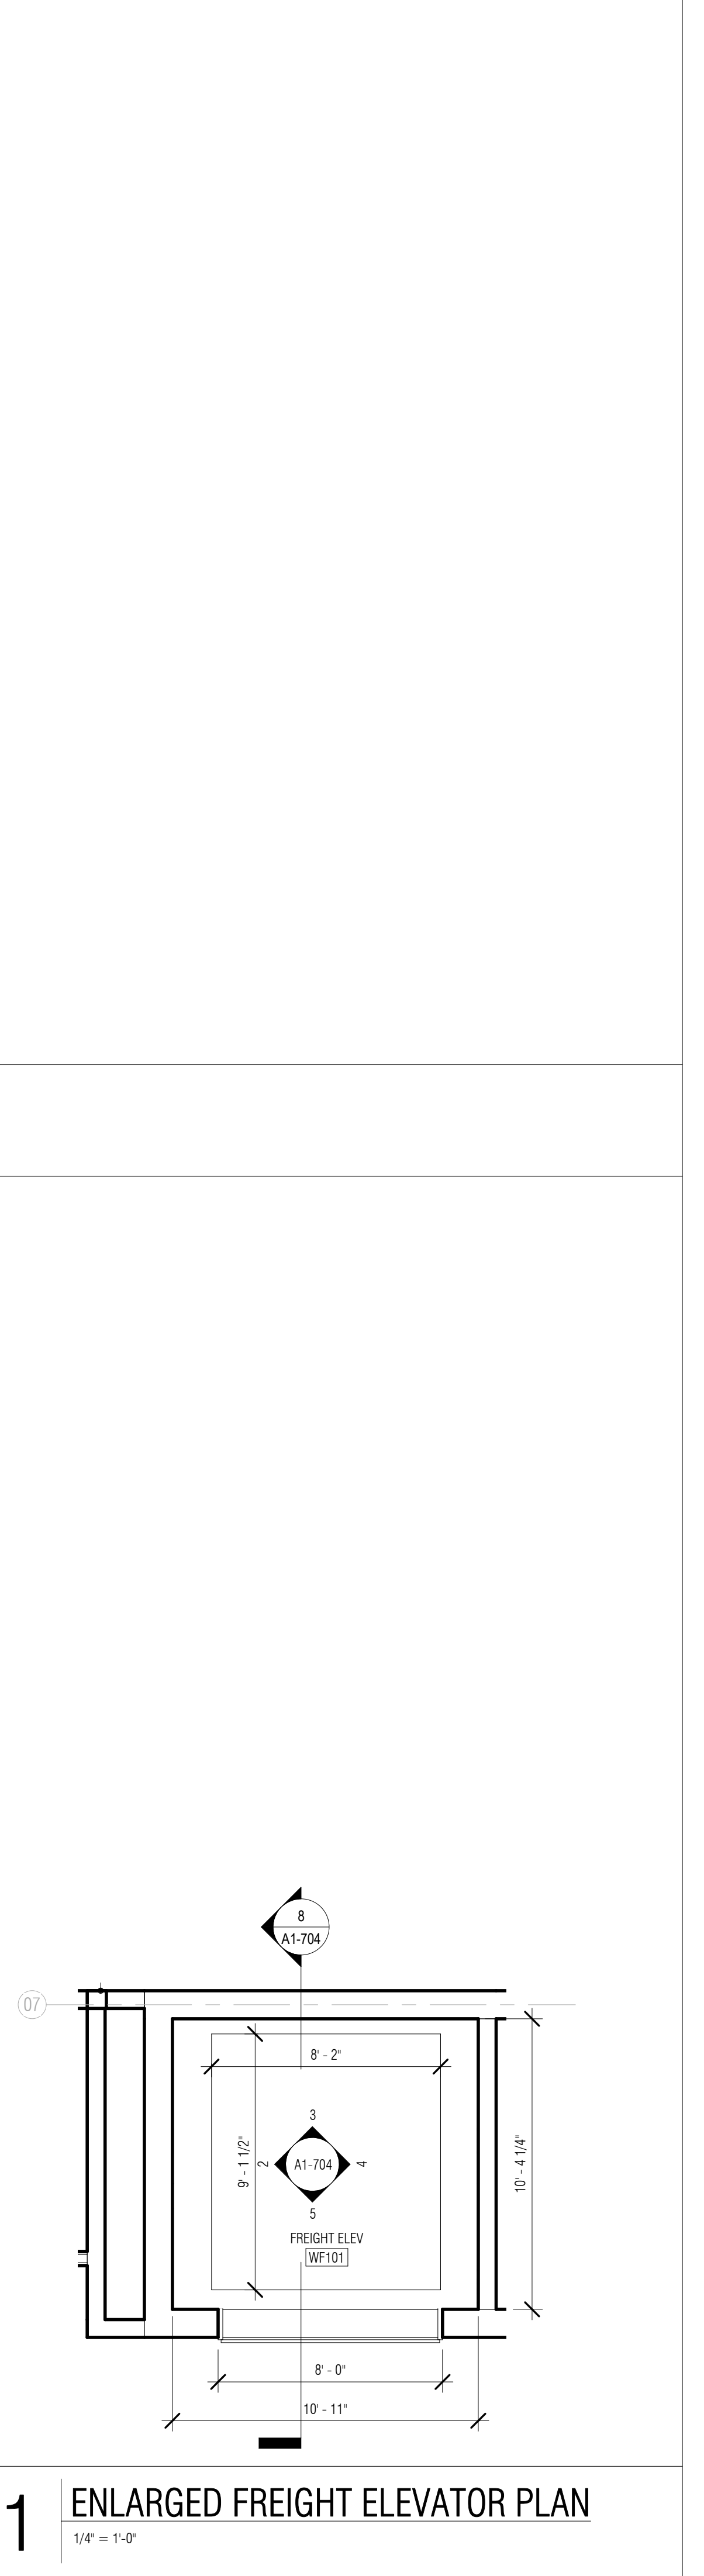 8
A1-704
07
8' - 2"
3
9' - 1 1/2"
2
A1-704
4
10' - 4 1/4"
5
FREIGHT ELEV
WF101
8' - 0"
10' - 11"
1
ENLARGED FREIGHT ELEVATOR PLAN
1/4" = 1'-0"